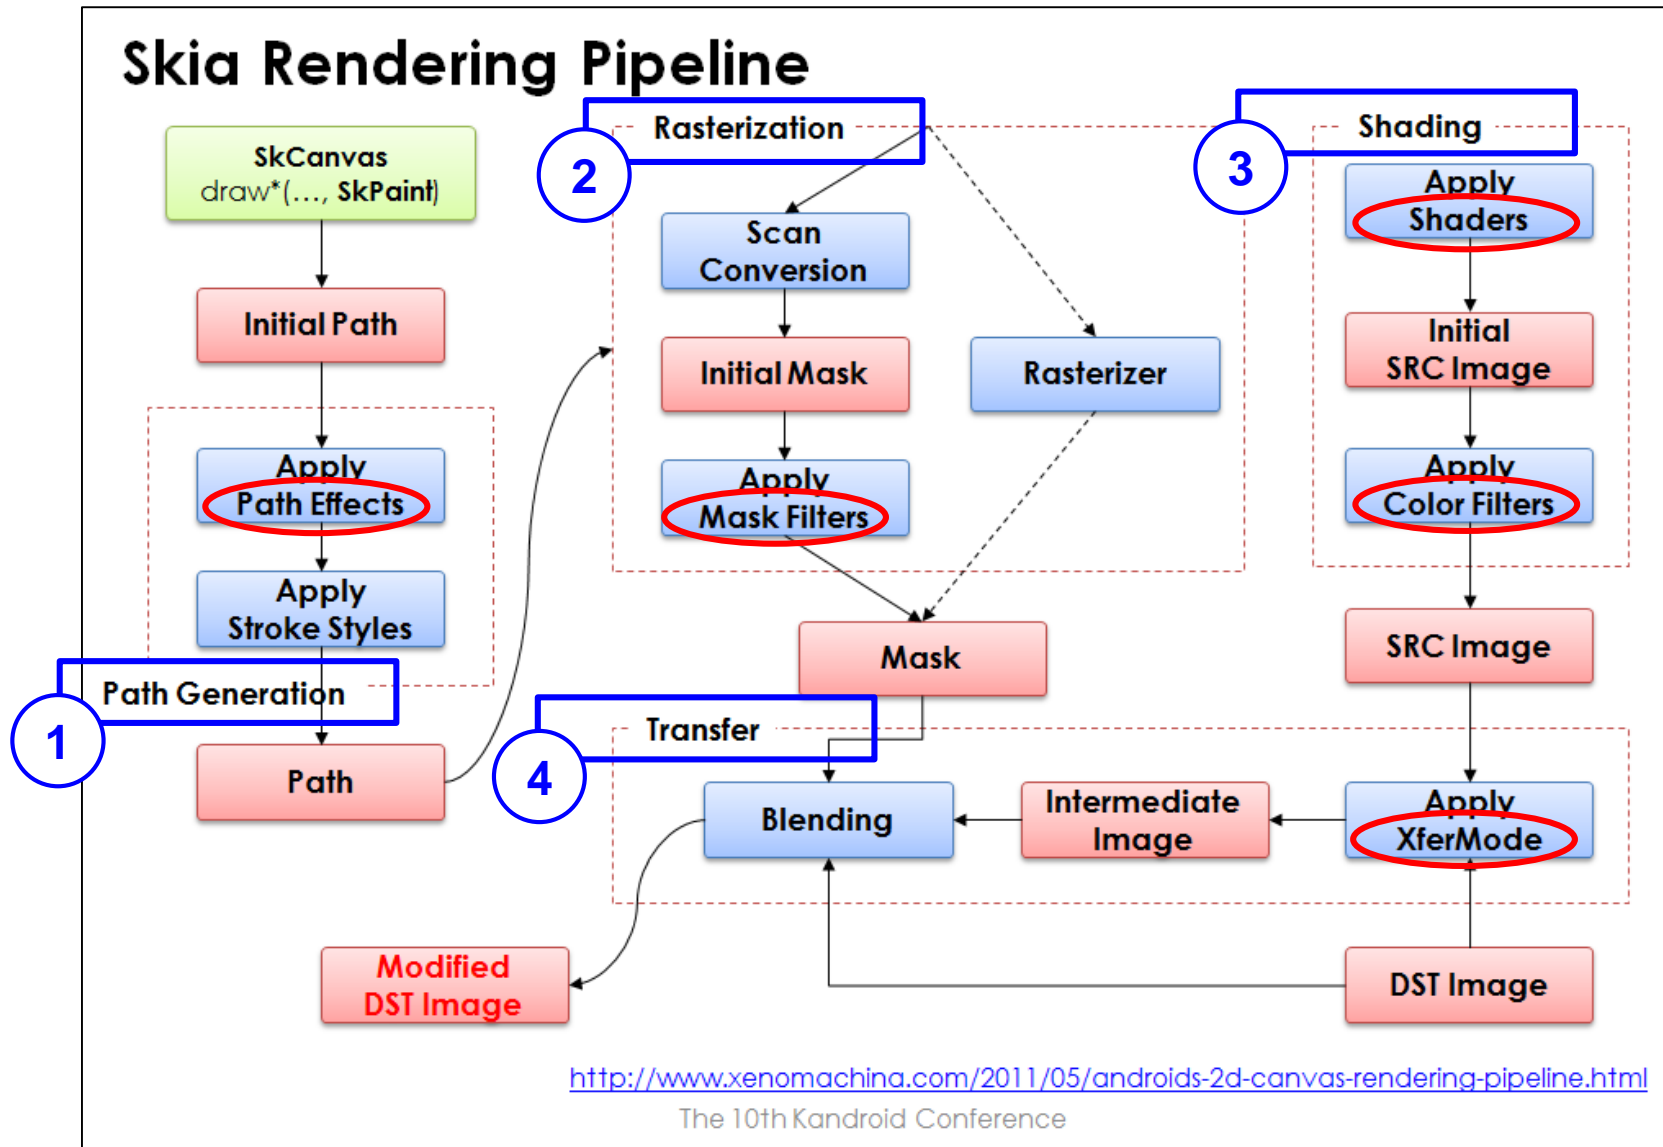 Skia Rendering Pipeline
SkCanvas
draw*(..., SkPaint)
Initial Path
Apply
Path Effects
Apply
Stroke Styles
Path Generation
1
Path
2
Rasterization
Scan
Conversion
Initial Mask
Apply
Mask Filters
Rasterizer
Mask
3
Shading
Apply
Shaders
Initial
SRC Image
Apply
Color Filters
SRC Image
4
Transfer
Blending
Intermediate
Image
Apply
XferMode
Modified
DST Image
DST Image
http://www.xenomachina.com/2011/05/androids-2d-canvas-rendering-pipeline.html
The 10th Kandroid Conference